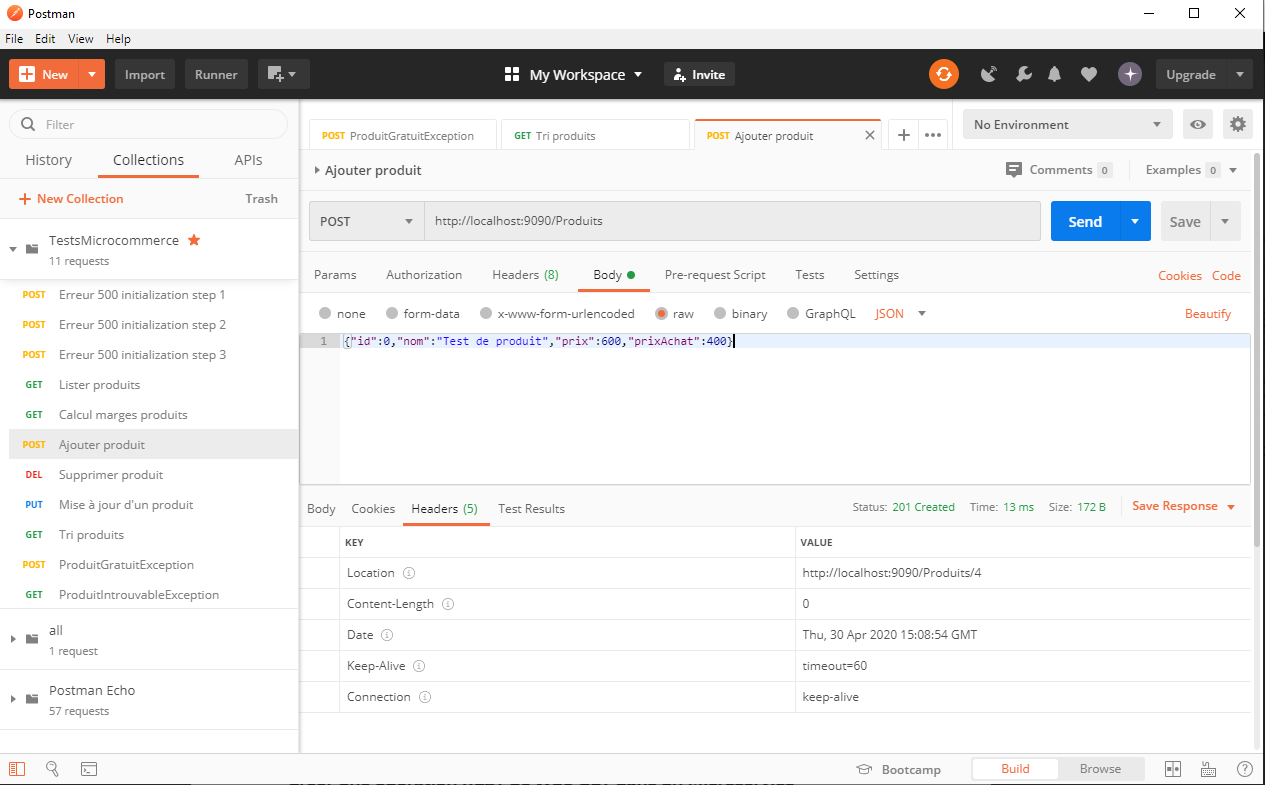 Postman
File Edit View Help
New Import Runner My Workspace Invite Upgrade
Filter
History Collections APIs
+ New Collection Trash
TestsMicrocommerce
11 requests
POST Erreur 500 initialization step 1
POST Erreur 500 initialization step 2
POST Erreur 500 initialization step 3
GET Lister produits
GET Calcul marges produits
POST Ajouter produit
DEL Supprimer produit
PUT Mise à jour d'un produit
GET Tri produits
POST ProduitGratuitException
GET ProduitIntrouvableException
all
1 request
Postman Echo
57 requests
POST ProduitGratuitException GET Tri produits POST Ajouter produit No Environment
Ajouter produit Comments 0 Examples 0
POST http://localhost:9090/Produits Send Save
Params Authorization Headers (8) Body Pre-request Script Tests Settings Cookies Code
none form-data x-www-form-urlencoded raw binary GraphQL JSON Beautify
1 {"id":0,"nom":"Test de produit","prix":600,"prixAchat":400}
Body Cookies Headers (5) Test Results Status: 201 Created Time: 13 ms Size: 172 B Save Response
KEY VALUE
Location http://localhost:9090/Produits/4
Content-Length 0
Date Thu, 30 Apr 2020 15:08:54 GMT
Keep-Alive timeout=60
Connection keep-alive
Bootcamp Build Browse